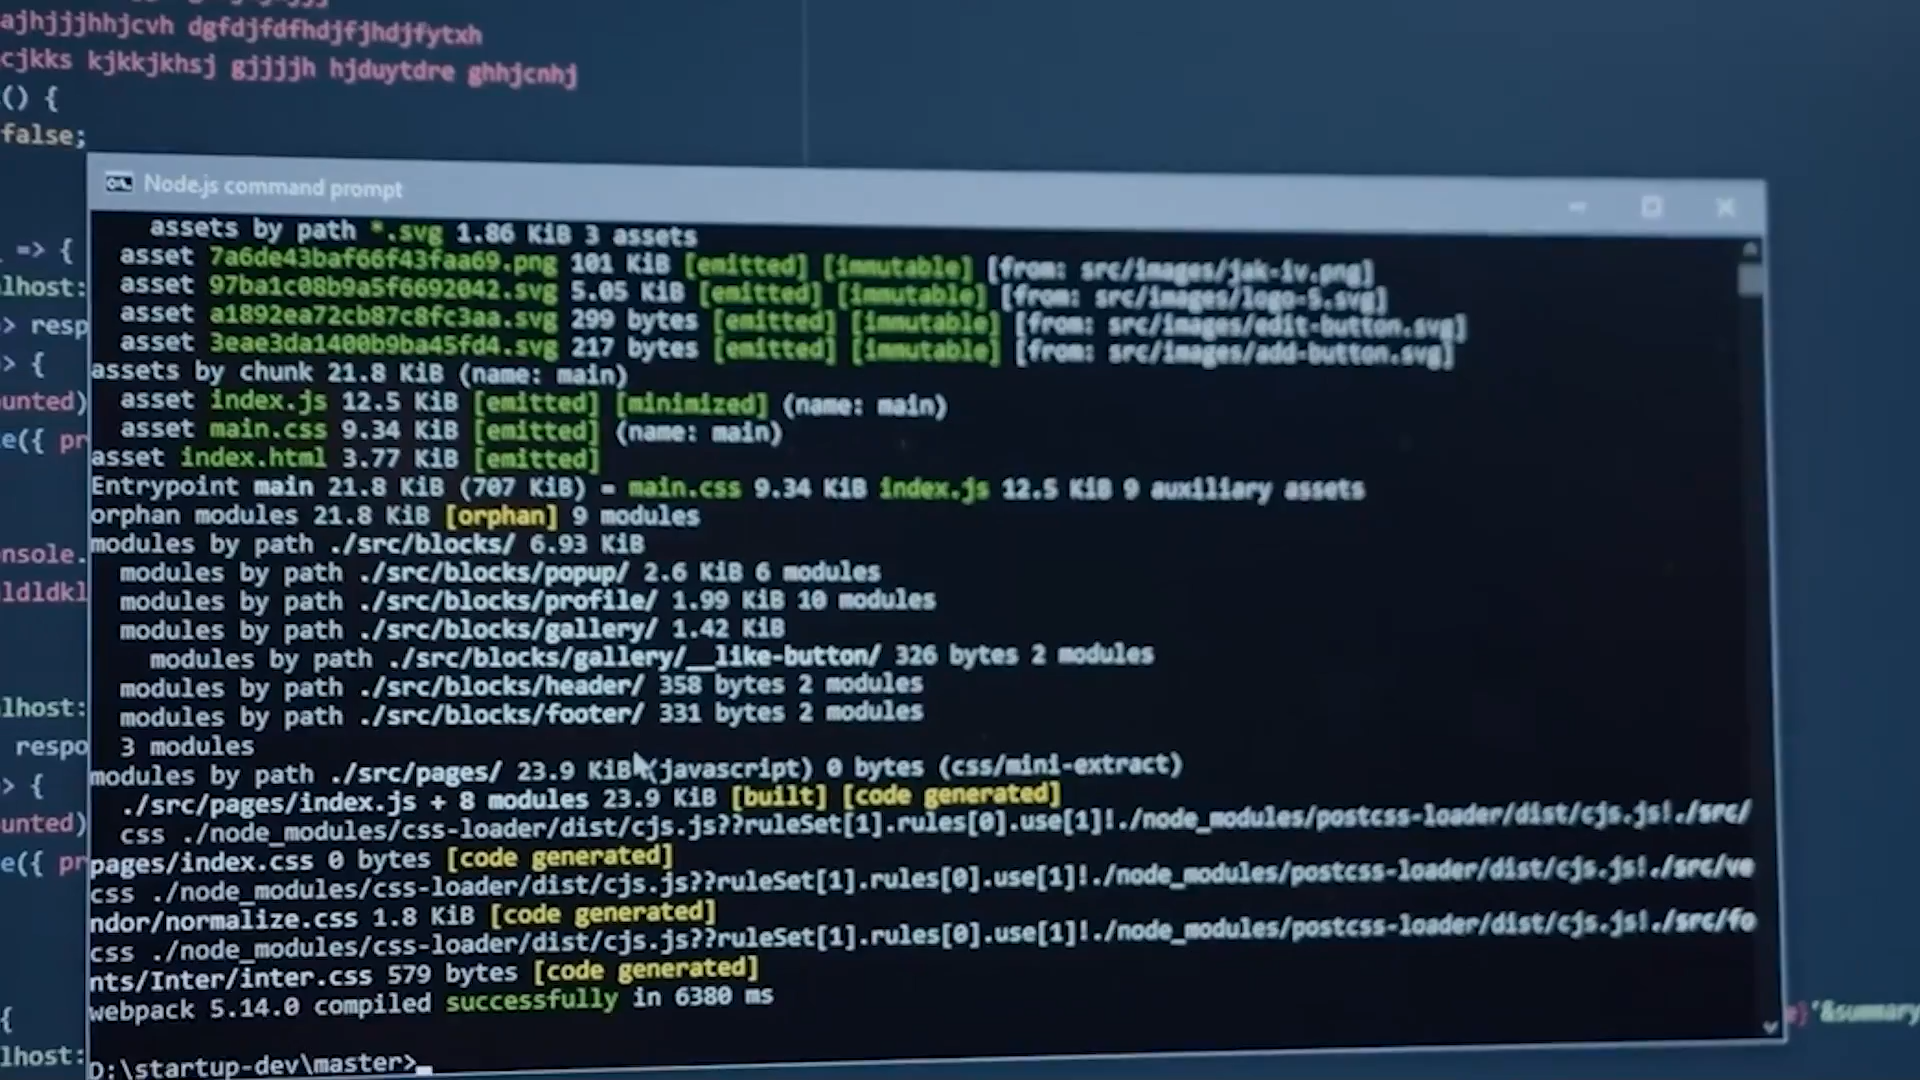 ajhjjjhhjcvh dgfdjfdfhdjfjhdjfytxh
cjkks kjkkjkhsj gjjjjh hjduytdre ghhjcnhj
() {
false;
=> {
lhost:
> resp
> {
unted)
e({ pr
nsole.
ldldkl
lhost:
respo
> {
unted)
e({ pr
{
lhost:
Node.js command prompt
assets by path *.svg 1.86 KiB 3 assets
asset 7a6de43baf66f43faa69.png 101 KiB [emitted] [immutable] [from: src/images/jak-iv.png]
asset 97ba1c08b9a5f6692042.svg 5.05 KiB [emitted] [immutable] [from: src/images/logo-5.svg]
asset a1892ea72cb87c8fc3aa.svg 299 bytes [emitted] [immutable] [from: src/images/edit-button.svg]
asset 3eae3da1400b9ba45fd4.svg 217 bytes [emitted] [immutable] [from: src/images/add-button.svg]
assets by chunk 21.8 KiB (name: main)
asset index.js 12.5 KiB [emitted] [minimized] (name: main)
asset main.css 9.34 KiB [emitted] (name: main)
asset index.html 3.77 KiB [emitted]
Entrypoint main 21.8 KiB (707 KiB) = main.css 9.34 KiB index.js 12.5 KiB 9 auxiliary assets
orphan modules 21.8 KiB [orphan] 9 modules
modules by path ./src/blocks/ 6.93 KiB
modules by path ./src/blocks/popup/ 2.6 KiB 6 modules
modules by path ./src/blocks/profile/ 1.99 KiB 10 modules
modules by path ./src/blocks/gallery/ 1.42 KiB
modules by path ./src/blocks/gallery/__like-button/ 326 bytes 2 modules
modules by path ./src/blocks/header/ 358 bytes 2 modules
modules by path ./src/blocks/footer/ 331 bytes 2 modules
3 modules
modules by path ./src/pages/ 23.9 KiB (javascript) 0 bytes (css/mini-extract)
./src/pages/index.js + 8 modules 23.9 KiB [built] [code generated]
css ./node_modules/css-loader/dist/cjs.js??ruleSet[1].rules[0].use[1]!./node_modules/postcss-loader/dist/cjs.js!./src/
pages/index.css 0 bytes [code generated]
css ./node_modules/css-loader/dist/cjs.js??ruleSet[1].rules[0].use[1]!./node_modules/postcss-loader/dist/cjs.js!./src/ve
ndor/normalize.css 1.8 KiB [code generated]
css ./node_modules/css-loader/dist/cjs.js??ruleSet[1].rules[0].use[1]!./node_modules/postcss-loader/dist/cjs.js!./src/fo
nts/Inter/inter.css 579 bytes [code generated]
webpack 5.14.0 compiled successfully in 6380 ms
D:\startup-dev\master>
}'&summary